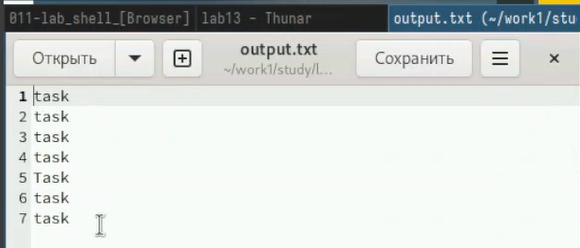 011-lab_shell_[Browser] lab13 - Thunar output.txt (~/work1/stu
Открыть output.txt Сохранить
~/work1/study/l...
1 task
2 task
3 task
4 task
5 Task
6 task
7 task